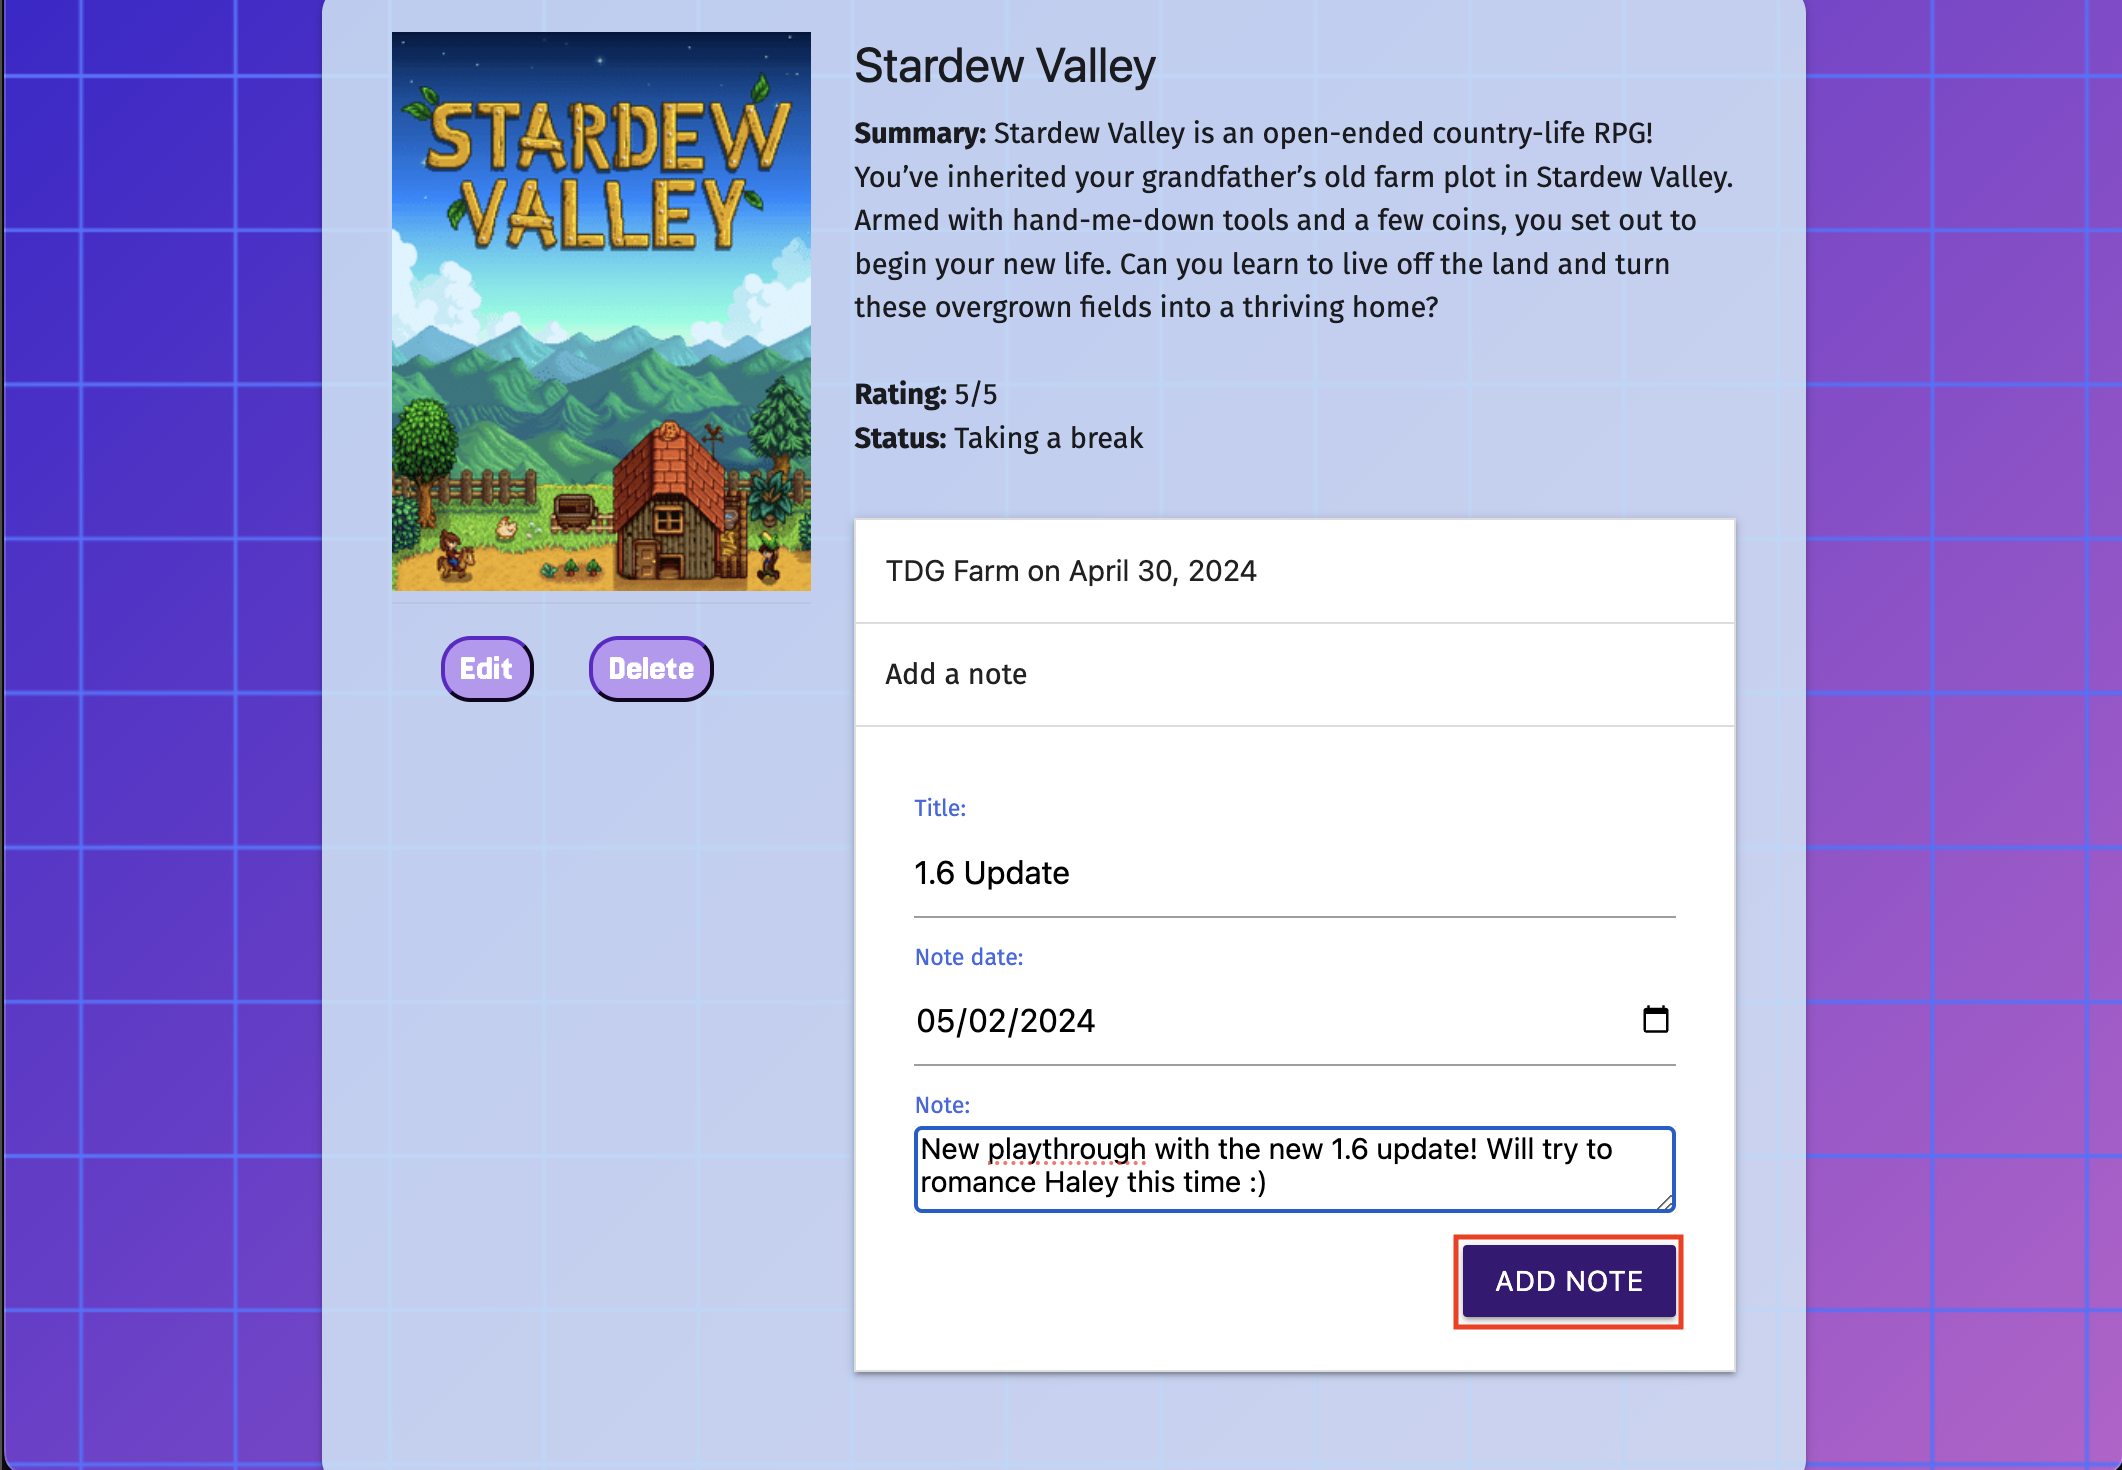 STARDEW
VALLEY
Stardew Valley
Summary: Stardew Valley is an open-ended country-life RPG!
You’ve inherited your grandfather’s old farm plot in Stardew Valley.
Armed with hand-me-down tools and a few coins, you set out to
begin your new life. Can you learn to live off the land and turn
these overgrown fields into a thriving home?
Rating: 5/5
Status: Taking a break
Edit
Delete
TDG Farm on April 30, 2024
Add a note
Title:
1.6 Update
Note date:
05/02/2024
Note:
New playthrough with the new 1.6 update! Will try to
romance Haley this time :)
ADD NOTE